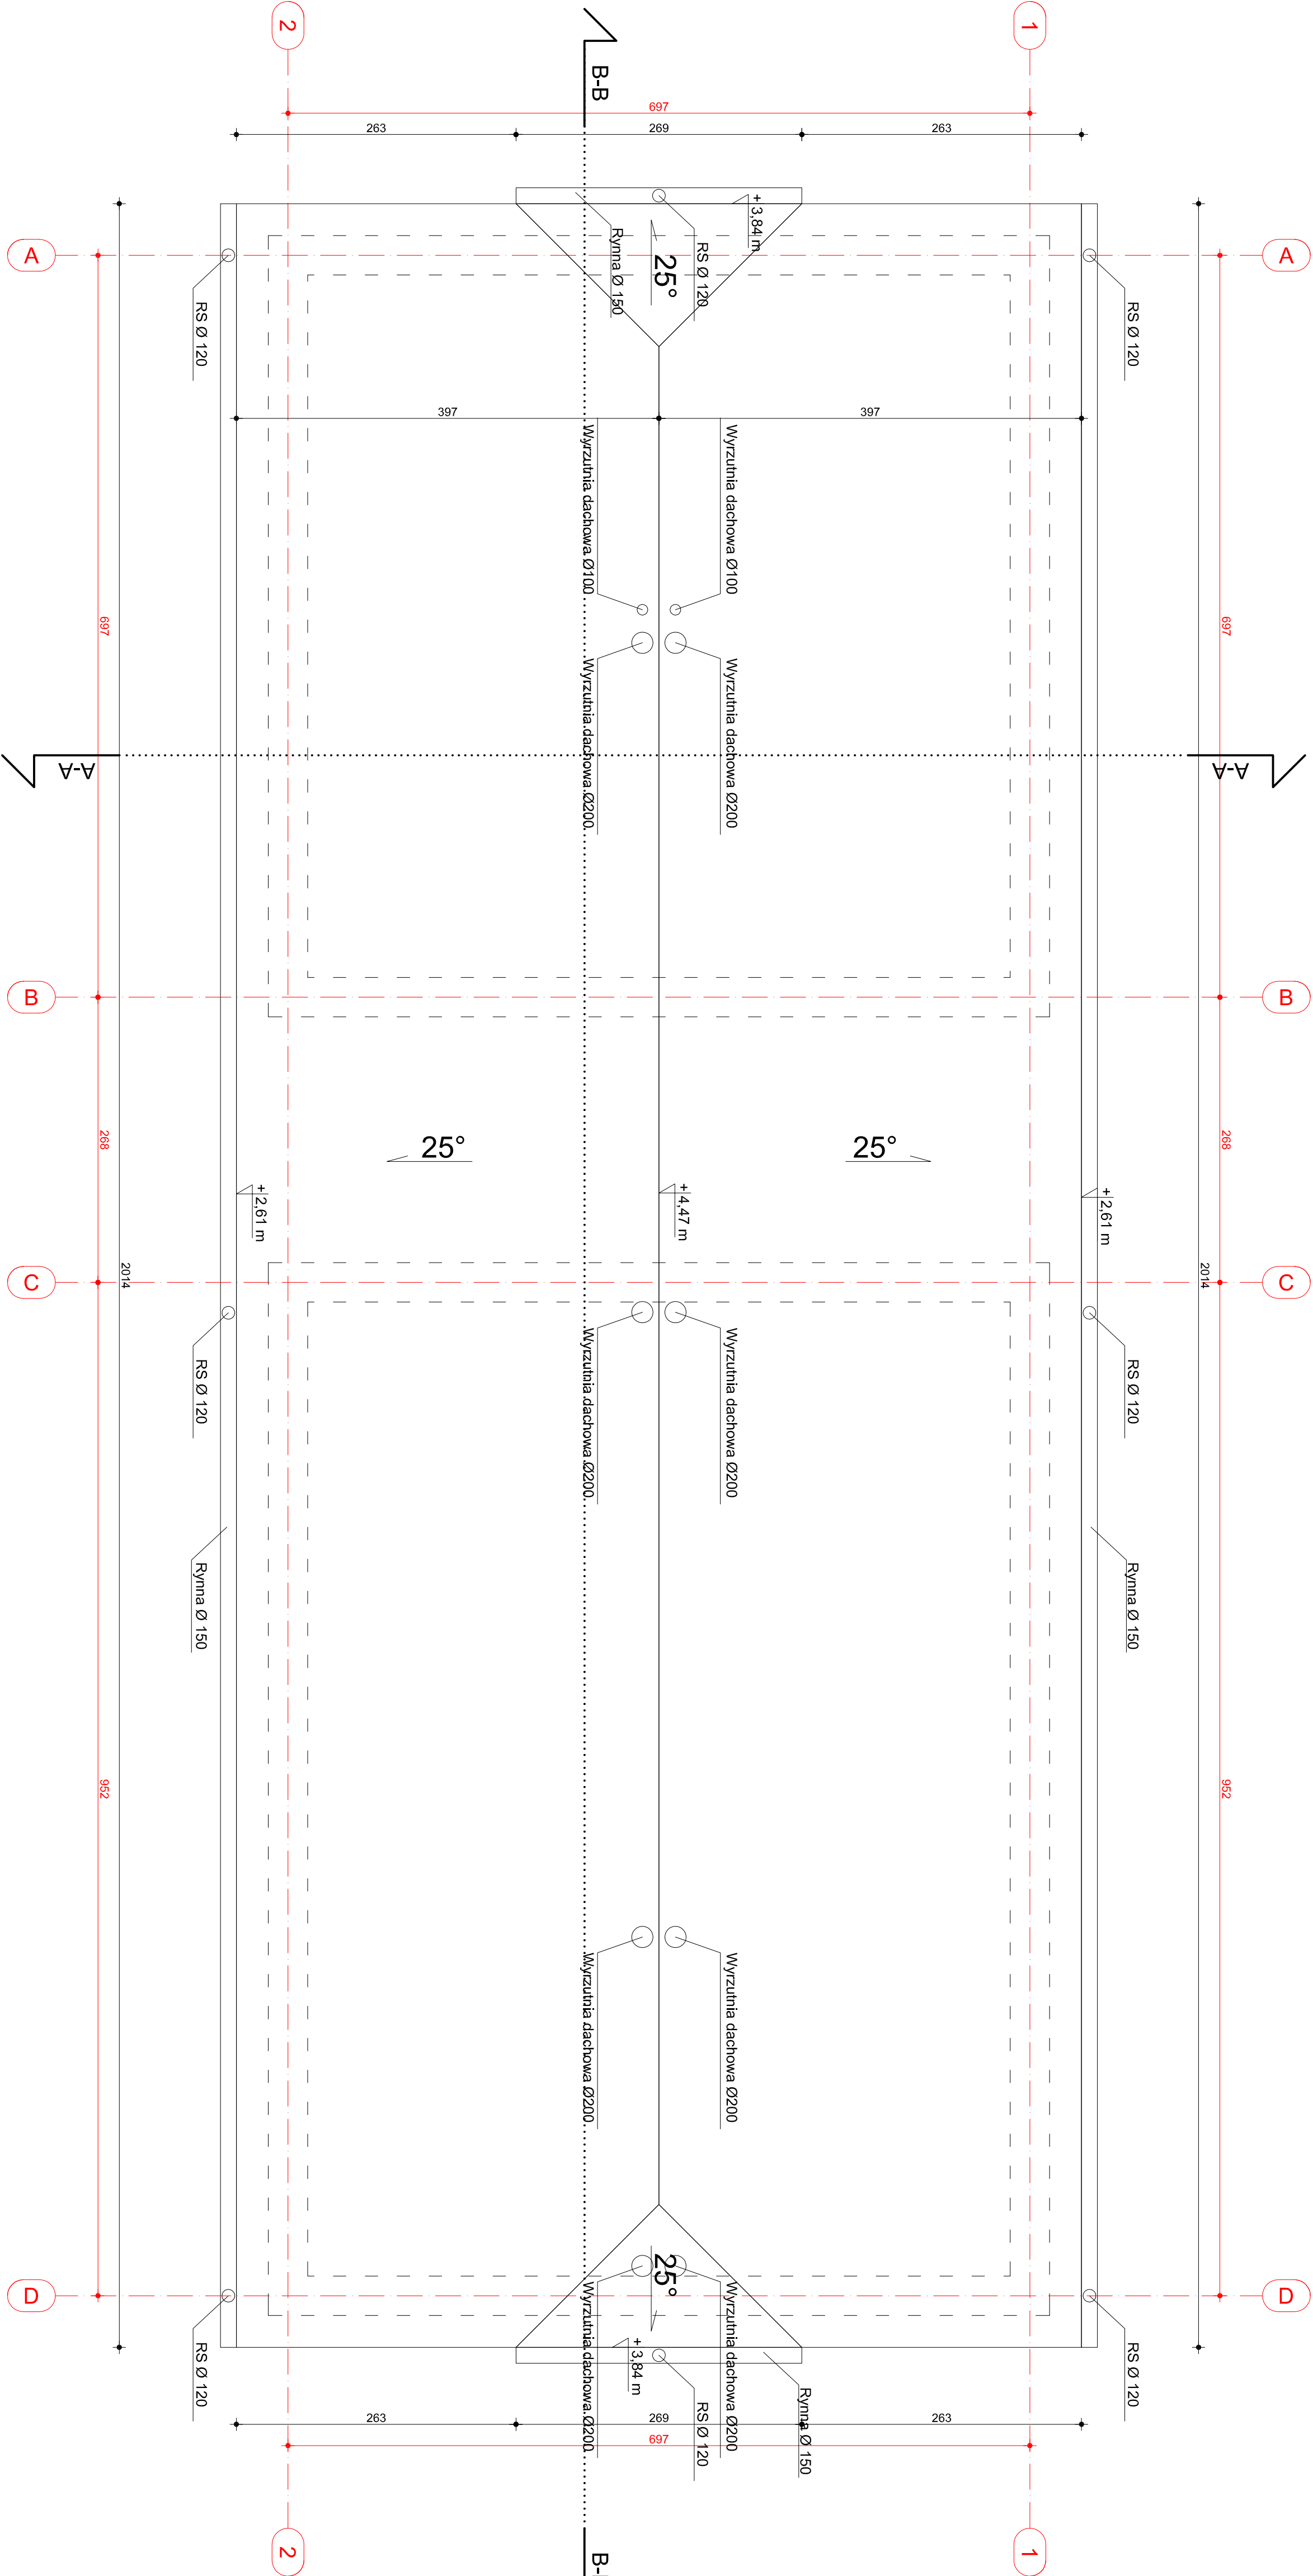 2
1
B-B
697
263
269
263
+3,84 m
A
A
25°
RS Ø 120
Rynna Ø 150
RS Ø 120
RS Ø 120
397
397
Wyrzutnia dachowa Ø100
Wyrzutnia dachowa Ø100
697
697
Wyrzutnia dachowa Ø200
Wyrzutnia dachowa Ø200
A-A
A-A
B
B
268
268
25°
25°
+2,61 m
+4,47 m
+2,61 m
2014
2014
C
C
RS Ø 120
Wyrzutnia dachowa Ø200
Wyrzutnia dachowa Ø200
RS Ø 120
Rynna Ø 150
Rynna Ø 150
952
952
Wyrzutnia dachowa Ø200
Wyrzutnia dachowa Ø200
25°
D
D
Wyrzutnia dachowa Ø200
Wyrzutnia dachowa Ø200
+3,84 m
RS Ø 120
RS Ø 120
RS Ø 120
Rynna Ø 150
263
269
263
697
2
1
B-